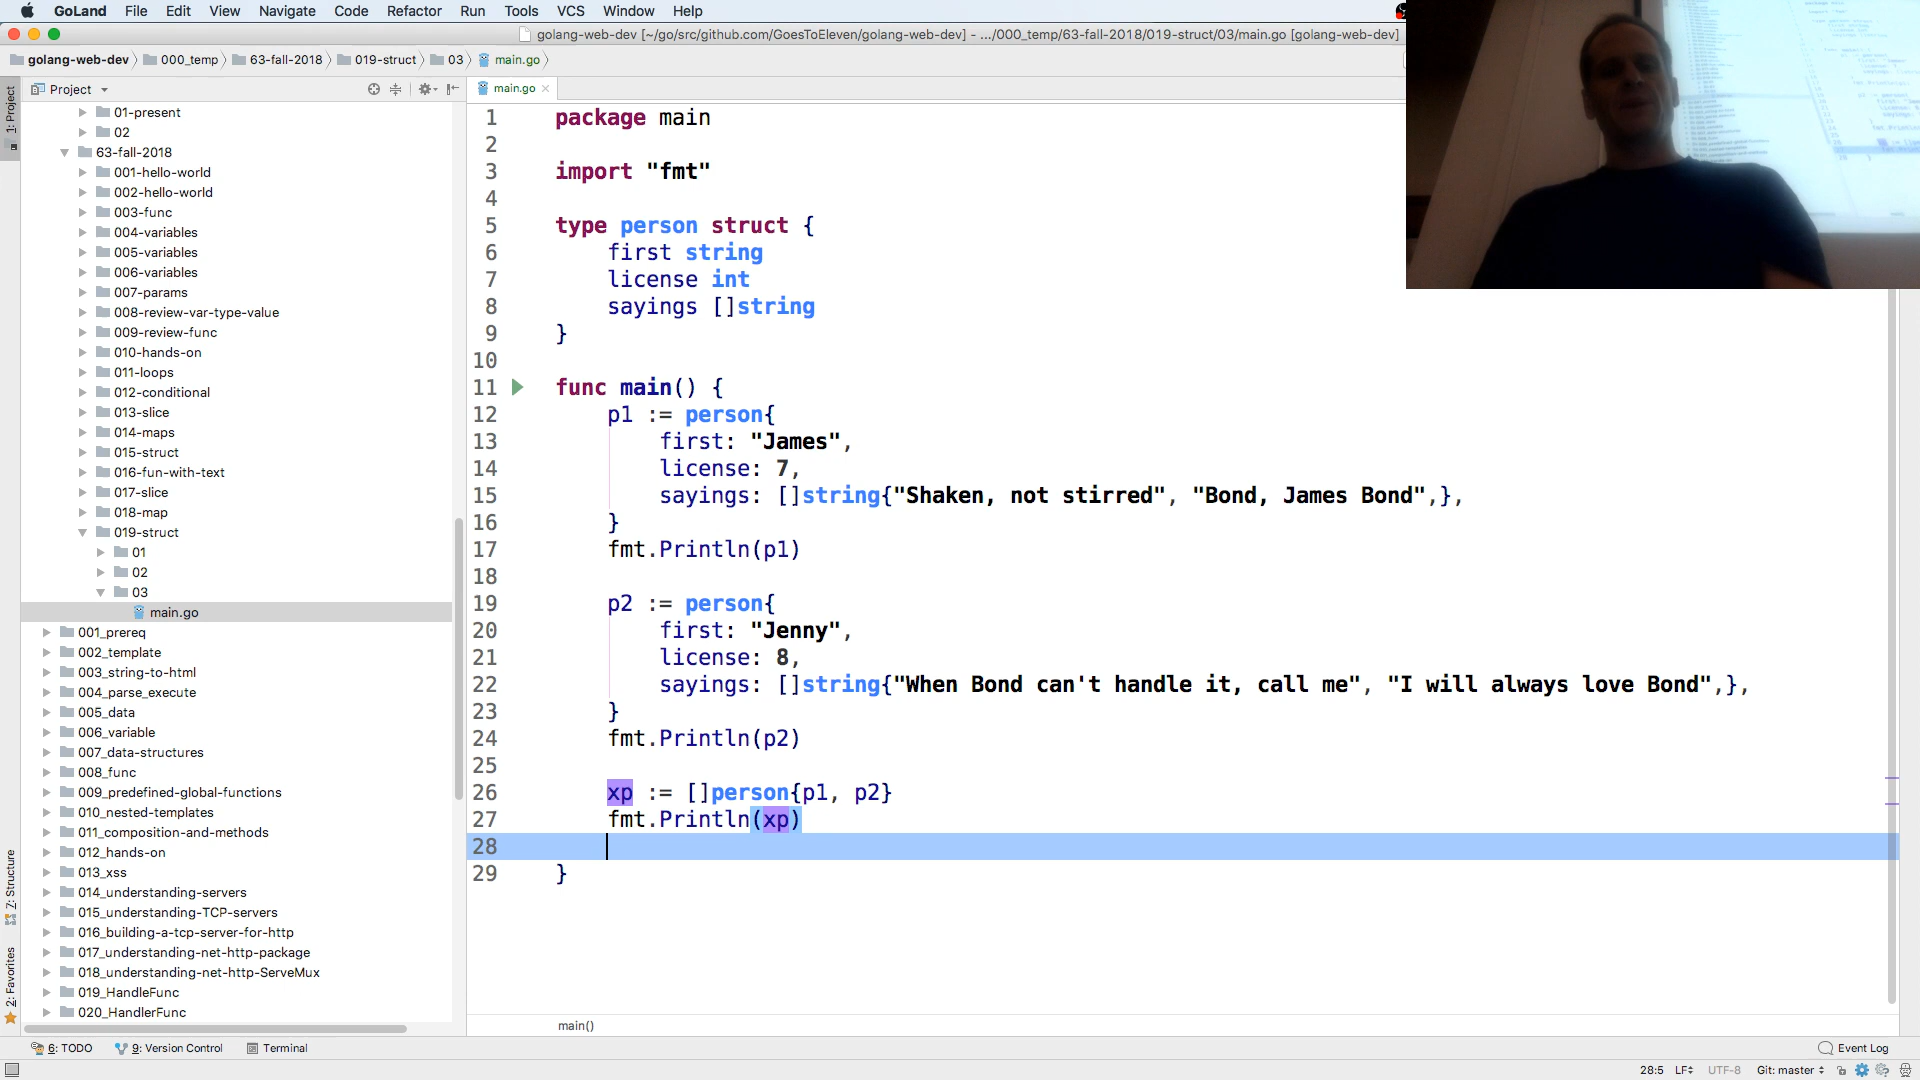 GoLand File Edit View Navigate Code Refactor Run Tools VCS Window Help
golang-web-dev [~/go/src/github.com/GoesToEleven/golang-web-dev] - .../000_temp/63-fall-2018/019-struct/03/main.go [golang-web-dev]
golang-web-dev 000_temp 63-fall-2018 019-struct 03 main.go
Project
main.go
1: Project
01-present
02
63-fall-2018
001-hello-world
002-hello-world
003-func
004-variables
005-variables
006-variables
007-params
008-review-var-type-value
009-review-func
010-hands-on
011-loops
012-conditional
013-slice
014-maps
015-struct
016-fun-with-text
017-slice
018-map
019-struct
01
02
03
main.go
001_prereq
002_template
003_string-to-html
004_parse_execute
005_data
006_variable
007_data-structures
008_func
009_predefined-global-functions
010_nested-templates
011_composition-and-methods
012_hands-on
013_xss
014_understanding-servers
015_understanding-TCP-servers
016_building-a-tcp-server-for-http
017_understanding-net-http-package
018_understanding-net-http-ServeMux
019_HandleFunc
020_HandlerFunc
7: Structure
2: Favorites
1 package main
2
3 import "fmt"
4
5 type person struct {
6 first string
7 license int
8 sayings []string
9 }
10
11 func main() {
12 p1 := person{
13 first: "James",
14 license: 7,
15 sayings: []string{"Shaken, not stirred", "Bond, James Bond",},
16 }
17 fmt.Println(p1)
18
19 p2 := person{
20 first: "Jenny",
21 license: 8,
22 sayings: []string{"When Bond can't handle it, call me", "I will always love Bond",},
23 }
24 fmt.Println(p2)
25
26 xp := []person{p1, p2}
27 fmt.Println(xp)
28
29 }
main()
6: TODO 9: Version Control Terminal Event Log
28:5 LF UTF-8 Git: master